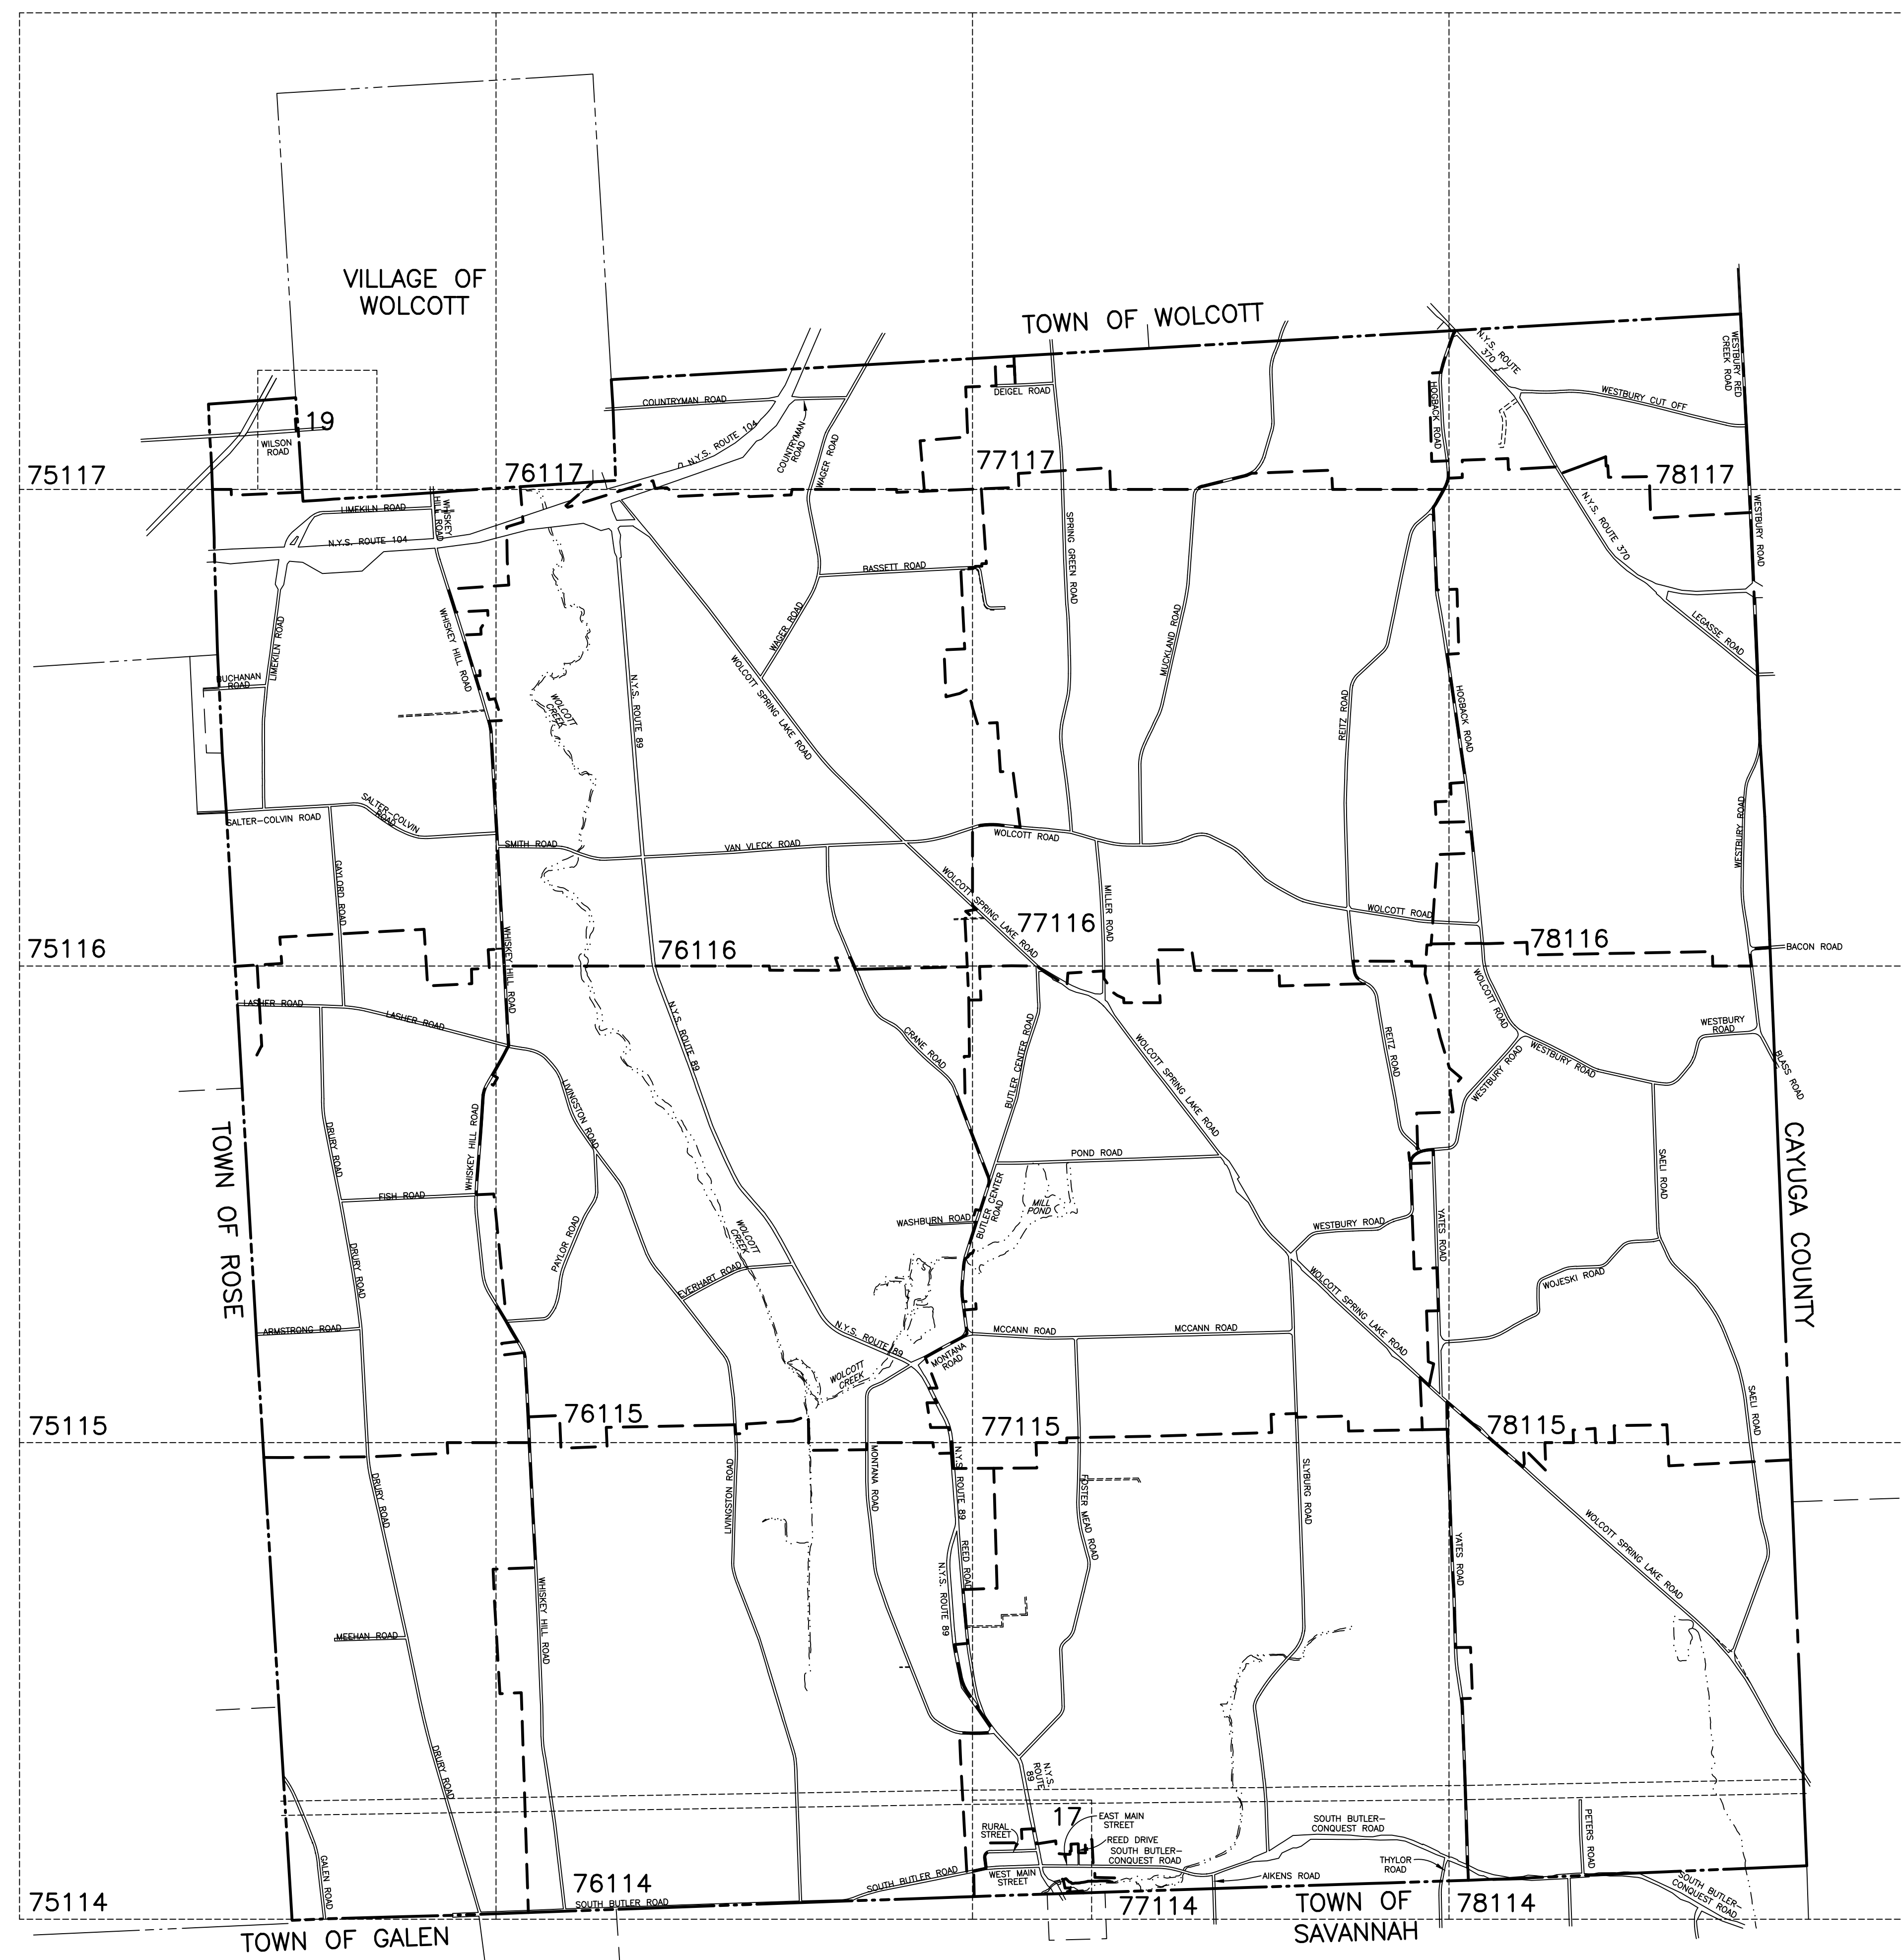 VILLAGE OF
WOLCOTT
TOWN OF WOLCOTT
N.Y.S. ROUTE
370
WESTBURY RED
CREEK ROAD
HOGBACK ROAD
WESTBURY CUT OFF
DEIGEL ROAD
COUNTRYMAN ROAD
COUNTRYMAN
ROAD
N.Y.S. ROUTE 104
WAGER ROAD
19
WILSON
ROAD
75117
76117
77117
78117
LIMEKILN ROAD
WHISKEY
HILL ROAD
N.Y.S. ROUTE 104
N.Y.S. ROUTE 370
WESTBURY ROAD
SPRING GREEN ROAD
BASSETT ROAD
WAGER ROAD
MUCKLAND ROAD
LEGASSE ROAD
LIMEKILN ROAD
WHISKEY HILL ROAD
BUCHANAN
ROAD
WOLCOTT
CREEK
N.Y.S. ROUTE 89
WOLCOTT SPRING LAKE ROAD
REITZ ROAD
HOGBACK ROAD
WESTBURY ROAD
SALTER-COLVIN ROAD
SALTER-COLVIN
ROAD
SMITH ROAD
VAN VLECK ROAD
WOLCOTT ROAD
GAYLORD ROAD
WOLCOTT SPRING LAKE ROAD
MILLER ROAD
WOLCOTT ROAD
75116
76116
77116
78116
BACON ROAD
WHISKEY HILL ROAD
WOLCOTT ROAD
LASHER ROAD
LASHER ROAD
N.Y.S. ROUTE 89
CRANE ROAD
BUTLER CENTER ROAD
WOLCOTT SPRING LAKE ROAD
REITZ ROAD
WESTBURY ROAD
WESTBURY ROAD
WESTBURY
ROAD
BLASS ROAD
TOWN OF ROSE
CAYUGA COUNTY
DRURY ROAD
WHISKEY HILL ROAD
LIVINGSTON ROAD
FISH ROAD
POND ROAD
SAELI ROAD
PAYLOR ROAD
WOLCOTT
CREEK
WASHBURN ROAD
BUTLER CENTER
ROAD
MILL
POND
WESTBURY ROAD
YATES ROAD
DRURY ROAD
EVERHART ROAD
WOLCOTT SPRING LAKE ROAD
WOJESKI ROAD
ARMSTRONG ROAD
N.Y.S. ROUTE 89
MONTANA
ROAD
MCCANN ROAD
MCCANN ROAD
WOLCOTT
CREEK
SAELI ROAD
75115
76115
77115
78115
DRURY ROAD
LIVINGSTON ROAD
MONTANA ROAD
N.Y.S. ROUTE 89
REED ROAD
N.Y.S. ROUTE 89
FOSTER MEAD ROAD
SLYBURG ROAD
YATES ROAD
WOLCOTT SPRING LAKE ROAD
WHISKEY HILL ROAD
MEEHAN ROAD
DRURY ROAD
N.Y.S.
ROUTE
89
17
RURAL
STREET
EAST MAIN
STREET
REED DRIVE
SOUTH BUTLER-
CONQUEST ROAD
SOUTH BUTLER-
CONQUEST ROAD
PETERS ROAD
GALEN ROAD
SOUTH BUTLER ROAD
WEST MAIN
STREET
AIKENS ROAD
THYLOR
ROAD
SOUTH BUTLER-
CONQUEST ROAD
SOUTH BUTLER ROAD
75114
76114
77114
78114
TOWN OF GALEN
TOWN OF
SAVANNAH